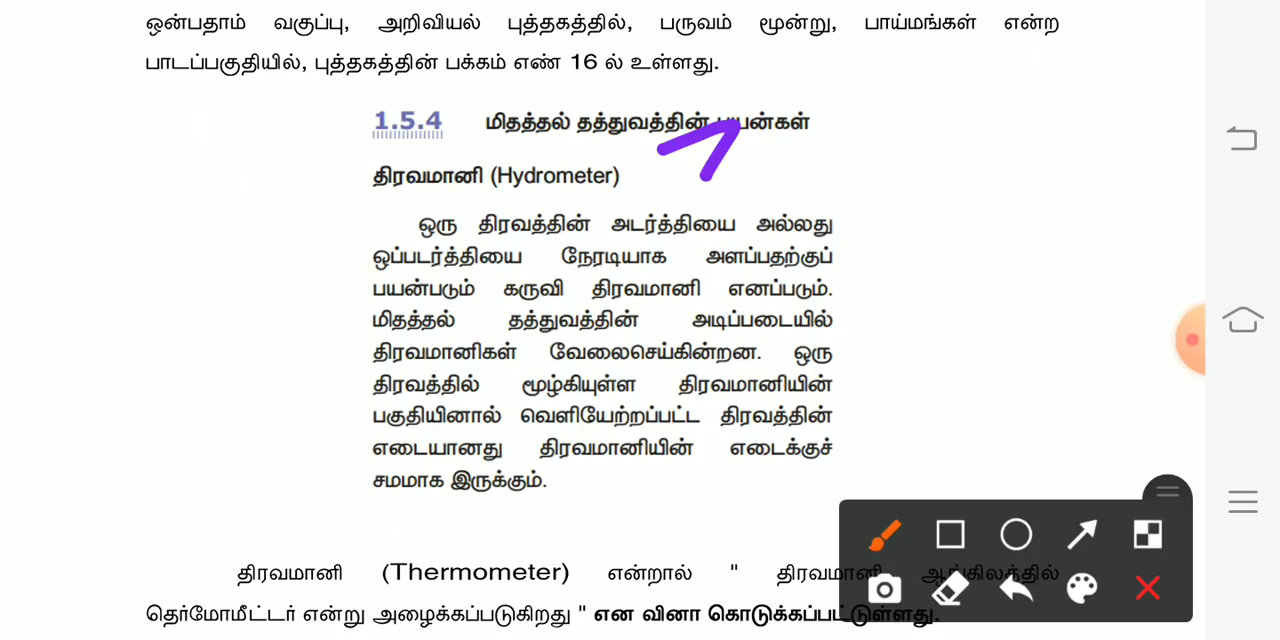 ஒன்பதாம் வகுப்பு, அறிவியல் புத்தகத்தில், பருவம் மூன்று, பாய்மங்கள் என்ற
பாடப்பகுதியில், புத்தகத்தின் பக்கம் எண் 16 ல் உள்ளது.
1.5.4 மிதத்தல் தத்துவத்தின் பயன்கள்
திரவமானி (Hydrometer)
ஒரு திரவத்தின் அடர்த்தியை அல்லது
ஒப்படர்த்தியை நேரடியாக அளப்பதற்குப்
பயன்படும் கருவி திரவமானி எனப்படும்.
மிதத்தல் தத்துவத்தின் அடிப்படையில்
திரவமானிகள் வேலைசெய்கின்றன. ஒரு
திரவத்தில் மூழ்கியுள்ள திரவமானியின்
பகுதியினால் வெளியேற்றப்பட்ட திரவத்தின்
எடையானது திரவமானியின் எடைக்குச்
சமமாக இருக்கும்.
திரவமானி (Thermometer) என்றால் " திரவமானி ஆங்கிலத்தில்
தெர்மோமீட்டர் என்று அழைக்கப்படுகிறது " என வினா கொடுக்கப்பட்டுள்ளது.